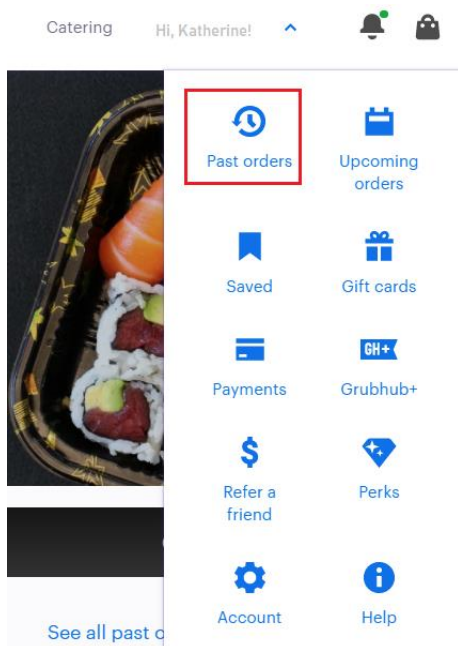 Catering
Hi, Katherine!
Past orders
Upcoming
orders
Saved
Gift cards
Payments
GH+
Grubhub+
Refer a
friend
Perks
Account
Help
See all past